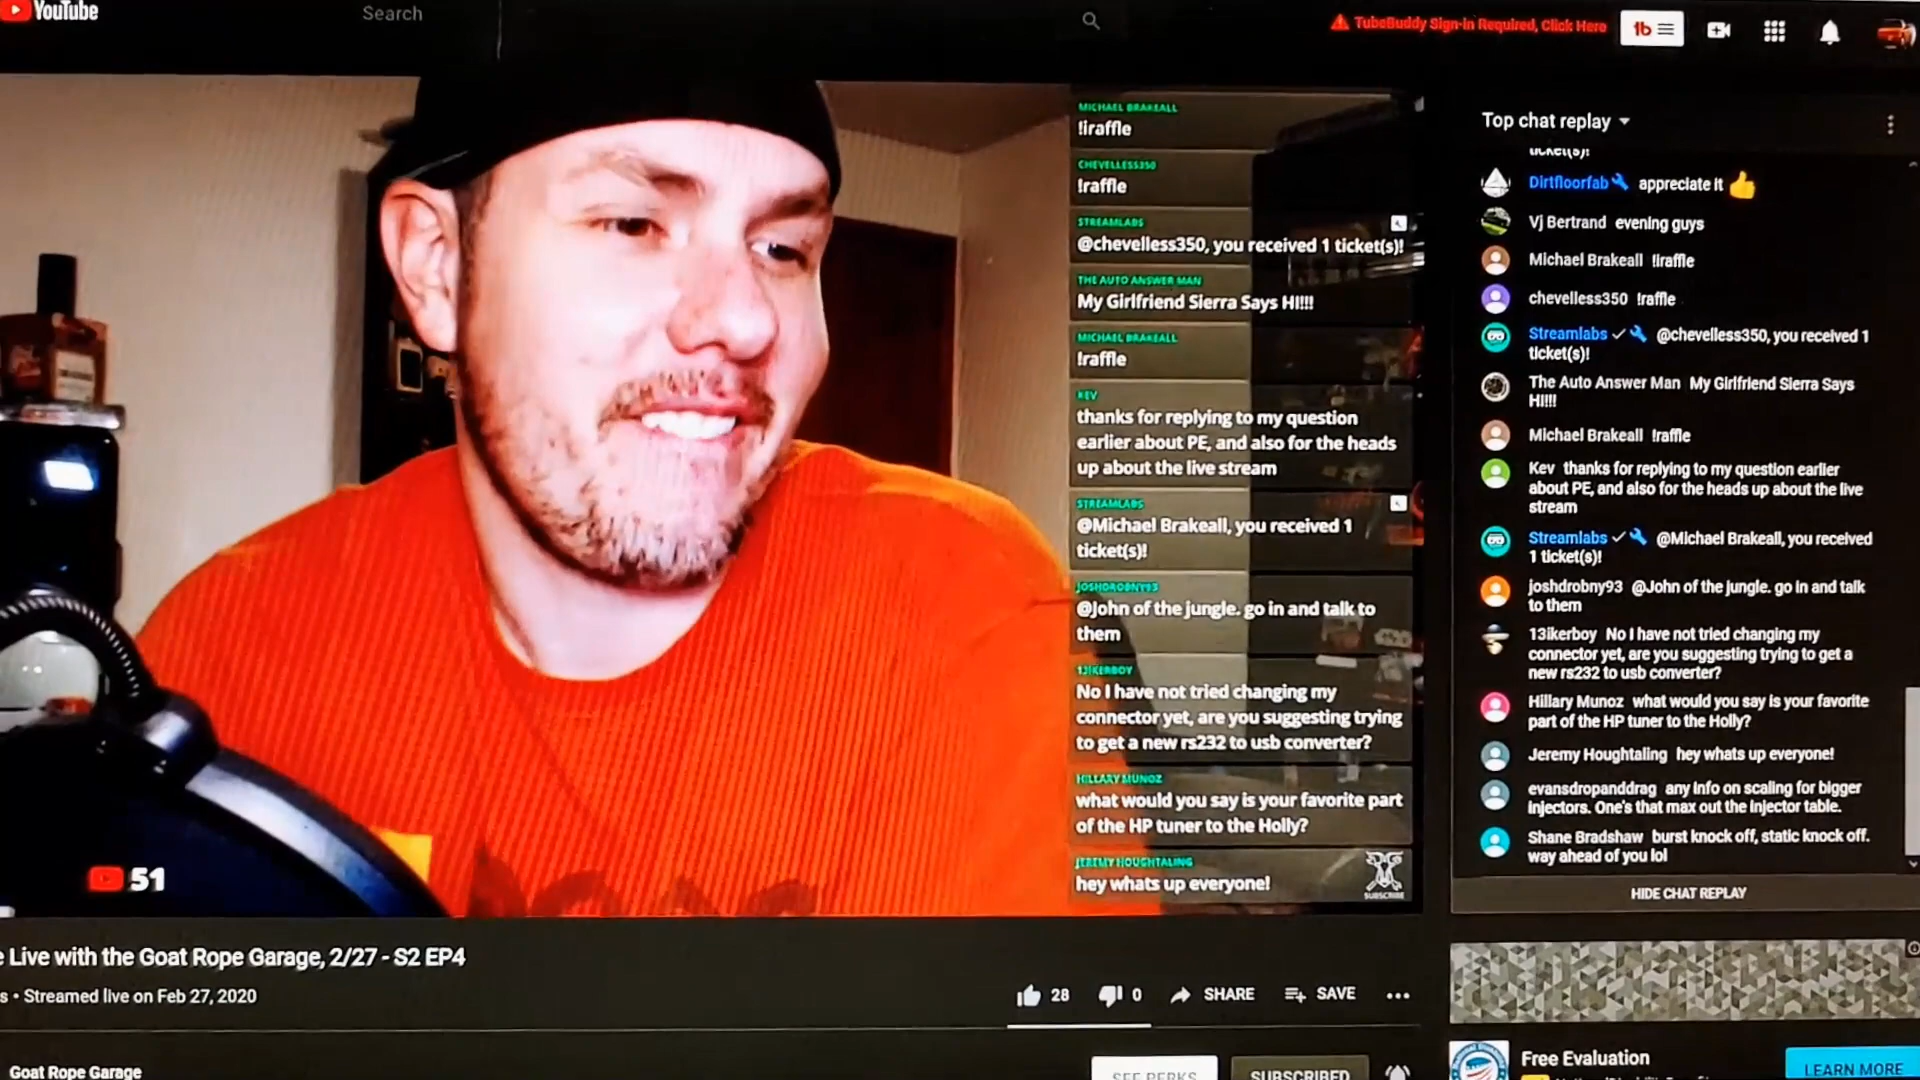 YouTube
Search
TubeBuddy Sign-in Required, Click Here
tb
MICHAEL BRAKEALL
!iraffle
CHEVELLESS350
!raffle
STREAMLABS
@chevelless350, you received 1 ticket(s)!
THE AUTO ANSWER MAN
My Girlfriend Sierra Says HI!!!
MICHAEL BRAKEALL
!raffle
KEV
thanks for replying to my question
earlier about PE, and also for the heads
up about the live stream
STREAMLABS
@Michael Brakeall, you received 1
ticket(s)!
JOSHDROBNY93
@John of the jungle. go in and talk to
them
13IKERBOY
No I have not tried changing my
connector yet, are you suggesting trying
to get a new rs232 to usb converter?
HILLARY MUNOZ
what would you say is your favorite part
of the HP tuner to the Holly?
JEREMY HOUGHTALING
hey whats up everyone!
SUBSCRIBE
51
Top chat replay
ticket(s)!
Dirtfloorfab appreciate it
Vj Bertrand evening guys
Michael Brakeall !iraffle
chevelless350 !raffle
Streamlabs @chevelless350, you received 1
ticket(s)!
The Auto Answer Man My Girlfriend Sierra Says
HI!!!
Michael Brakeall !raffle
Kev thanks for replying to my question earlier
about PE, and also for the heads up about the live
stream
Streamlabs @Michael Brakeall, you received
1 ticket(s)!
joshdrobny93 @John of the jungle. go in and talk
to them
13ikerboy No I have not tried changing my
connector yet, are you suggesting trying to get a
new rs232 to usb converter?
Hillary Munoz what would you say is your favorite
part of the HP tuner to the Holly?
Jeremy Houghtaling hey whats up everyone!
evansdropanddrag any info on scaling for bigger
injectors. One's that max out the injector table.
Shane Bradshaw burst knock off, static knock off.
way ahead of you lol
HIDE CHAT REPLAY
e Live with the Goat Rope Garage, 2/27 - S2 EP4
s • Streamed live on Feb 27, 2020
28
0
SHARE
SAVE
Goat Rope Garage
SEE PERKS
SUBSCRIBED
Free Evaluation
LEARN MORE